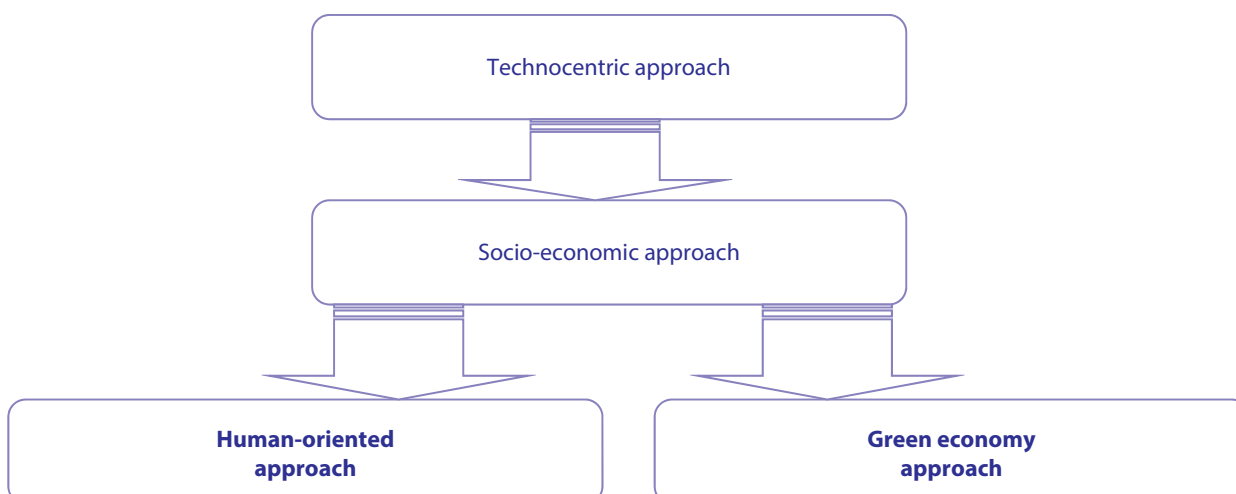 Technocentric approach
Socio-economic approach
Human-oriented
approach
Green economy
approach